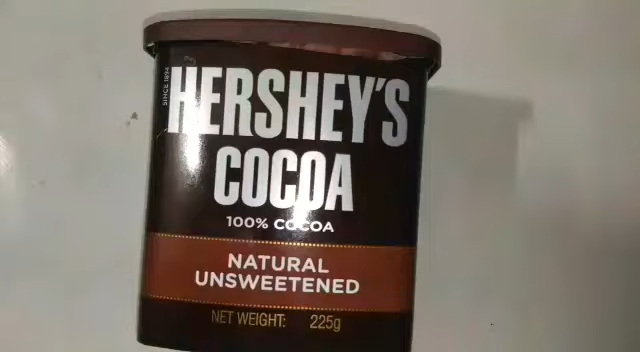 SINCE 1894
HERSHEY'S
COCOA
100% COCOA
NATURAL
UNSWEETENED
NET WEIGHT: 225g